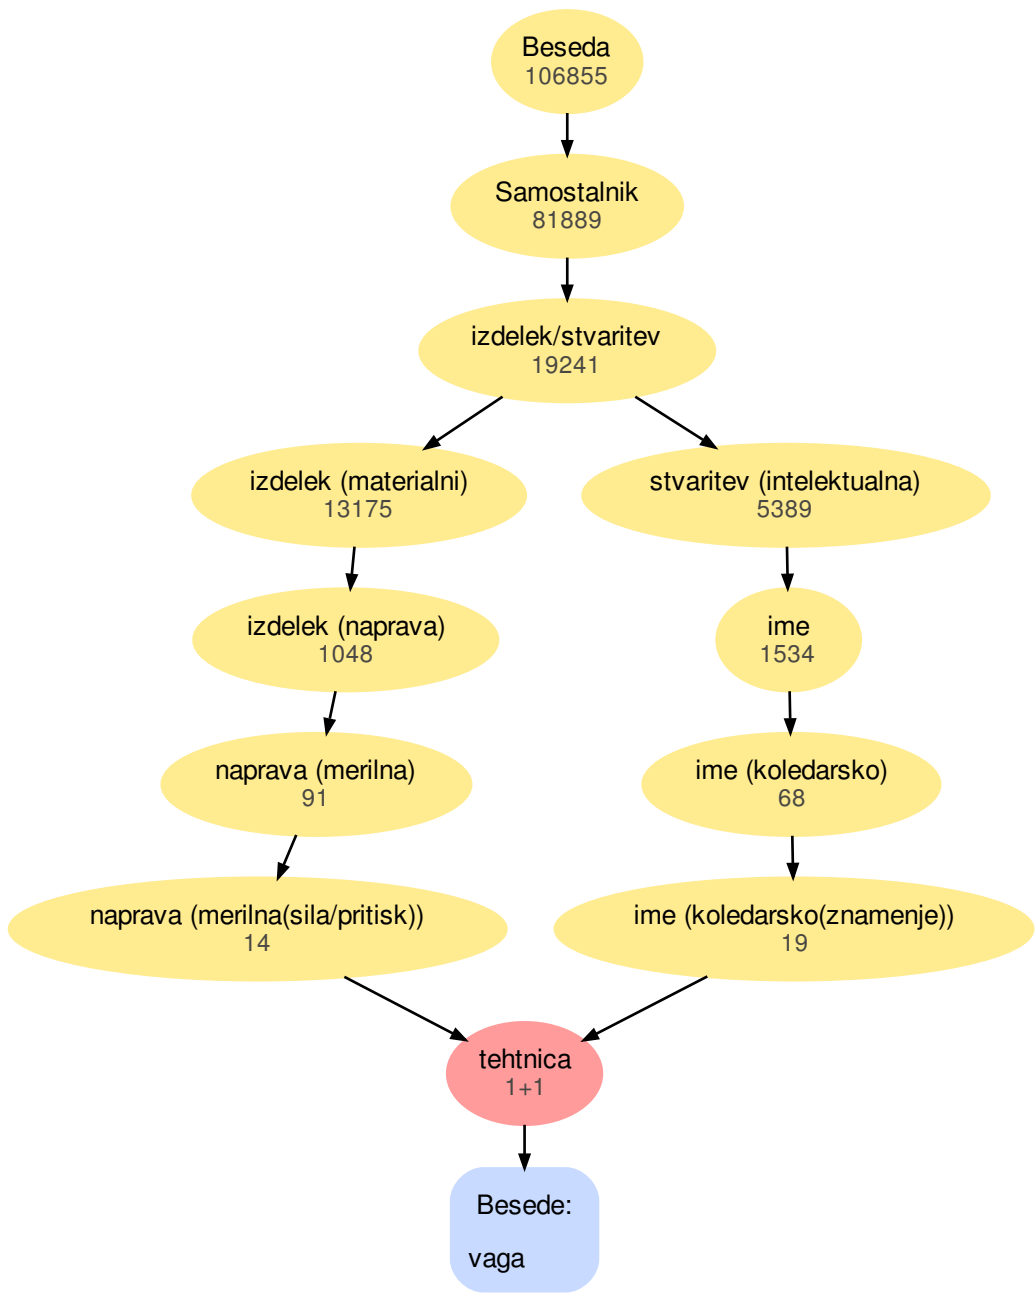 Beseda
106855
Samostalnik
81889
izdelek/stvaritev
19241
izdelek (materialni)
13175
stvaritev (intelektualna)
5389
izdelek (naprava)
1048
ime
1534
naprava (merilna)
91
ime (koledarsko)
68
naprava (merilna(sila/pritisk))
14
ime (koledarsko(znamenje))
19
tehtnica
1+1
Besede:
vaga